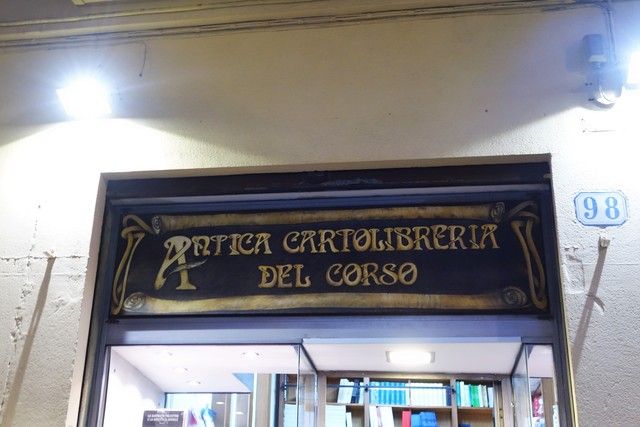 ANTICA CARTOLIBRERIA
DEL CORSO
98